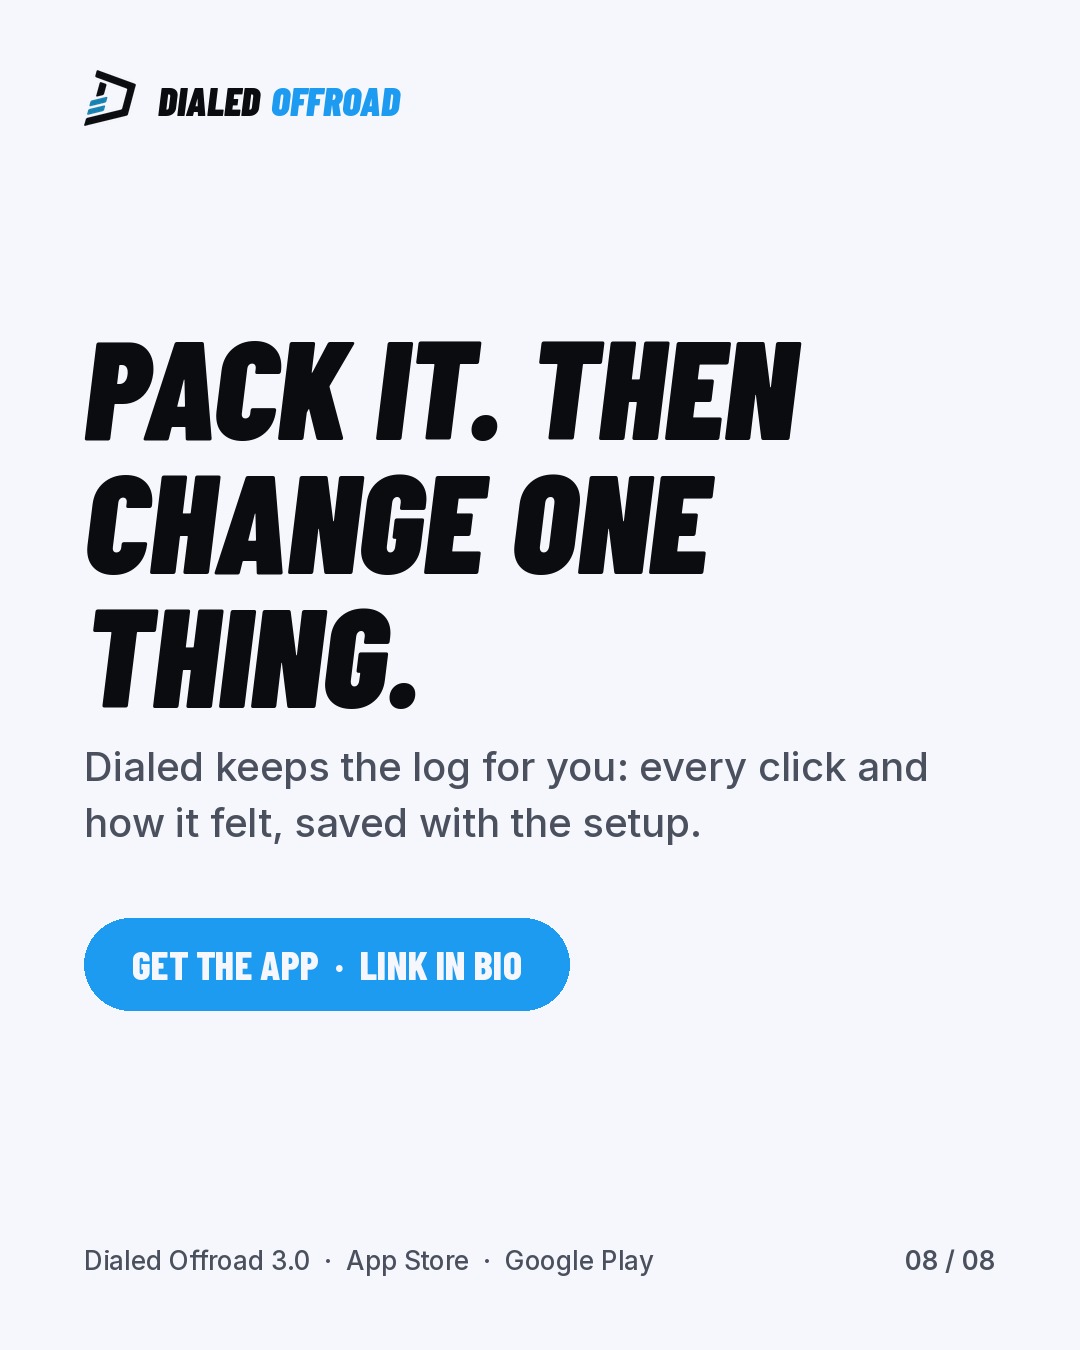 DIALED OFFROAD
PACK IT. THEN
CHANGE ONE
THING.
Dialed keeps the log for you: every click and
how it felt, saved with the setup.
GET THE APP · LINK IN BIO
Dialed Offroad 3.0 · App Store · Google Play
08 / 08